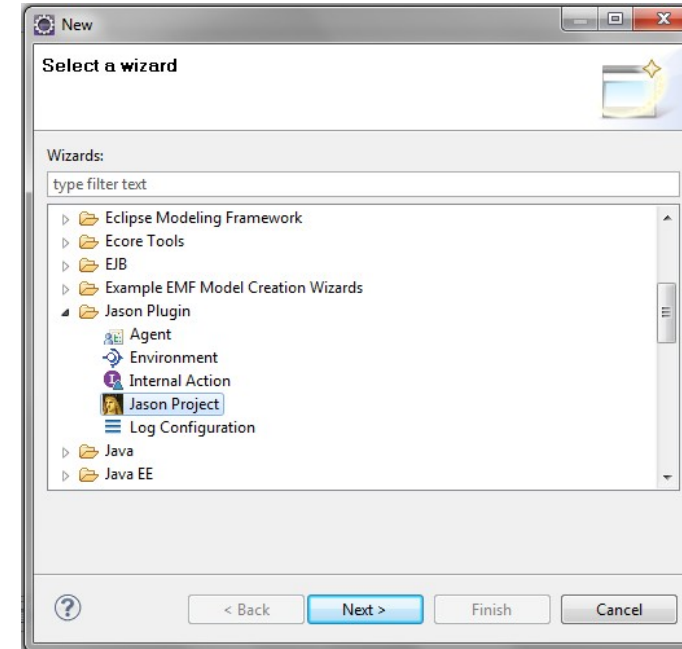 New
Select a wizard
Wizards:
type filter text
Eclipse Modeling Framework
Ecore Tools
EJB
Example EMF Model Creation Wizards
Jason Plugin
Agent
Environment
Internal Action
Jason Project
Log Configuration
Java
Java EE
< Back Next > Finish Cancel